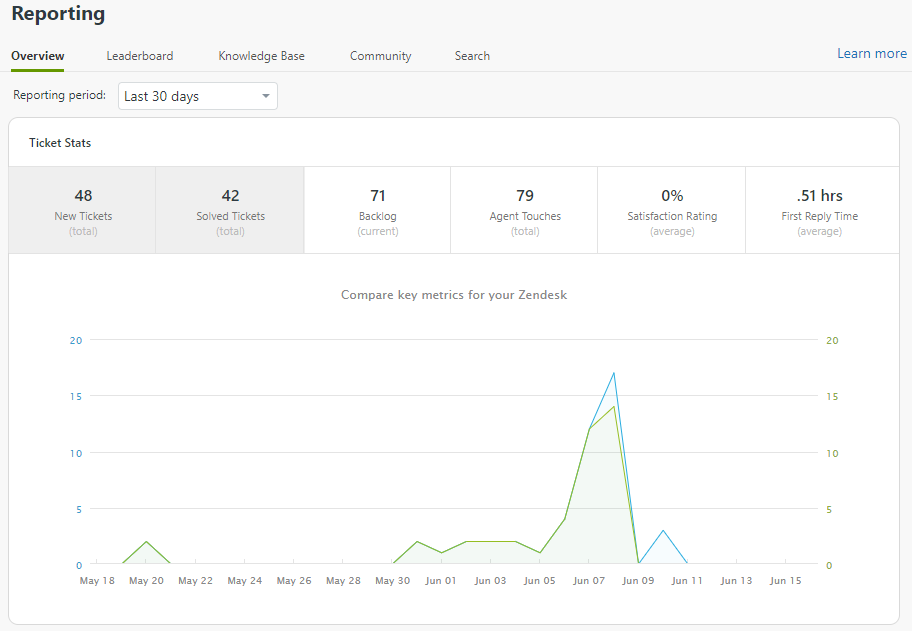 Reporting
Overview Leaderboard Knowledge Base Community Search Learn more
Reporting period: Last 30 days
Ticket Stats
48 42 71 79 0% .51 hrs
New Tickets Solved Tickets Backlog Agent Touches Satisfaction Rating First Reply Time
(total) (total) (current) (total) (average) (average)
Compare key metrics for your Zendesk
20 20
15 15
10 10
5 5
0 0
May 18 May 20 May 22 May 24 May 26 May 28 May 30 Jun 01 Jun 03 Jun 05 Jun 07 Jun 09 Jun 11 Jun 13 Jun 15